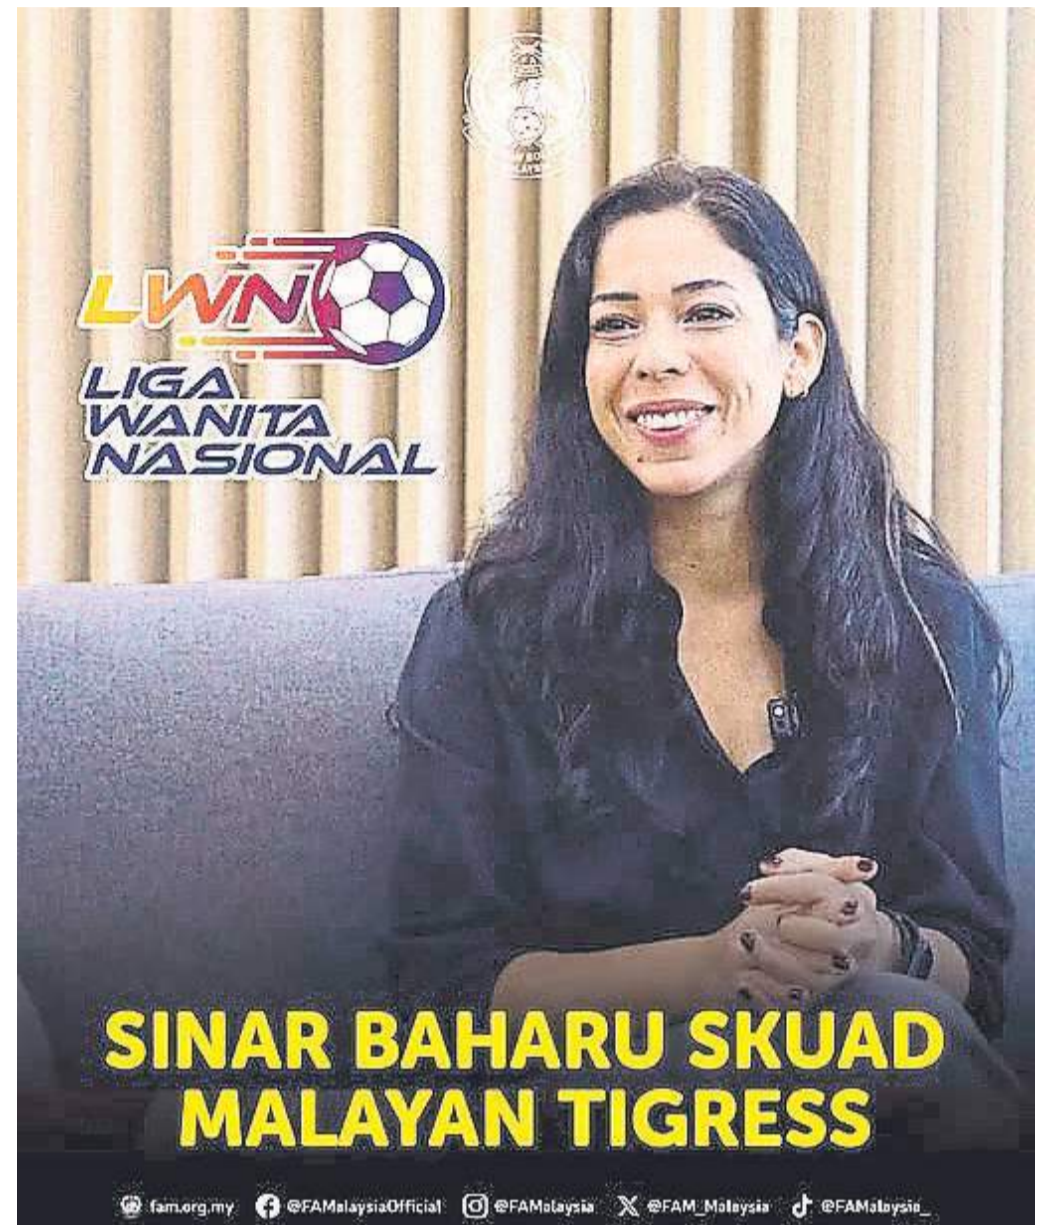 LWN
LIGA
WANITA
NASIONAL
SINAR BAHARU SKUAD
MALAYAN TIGRESS
fam.org.my @FAMalaysiaOfficial @FAMalaysia @FAM_Malaysia @FAMalaysia_